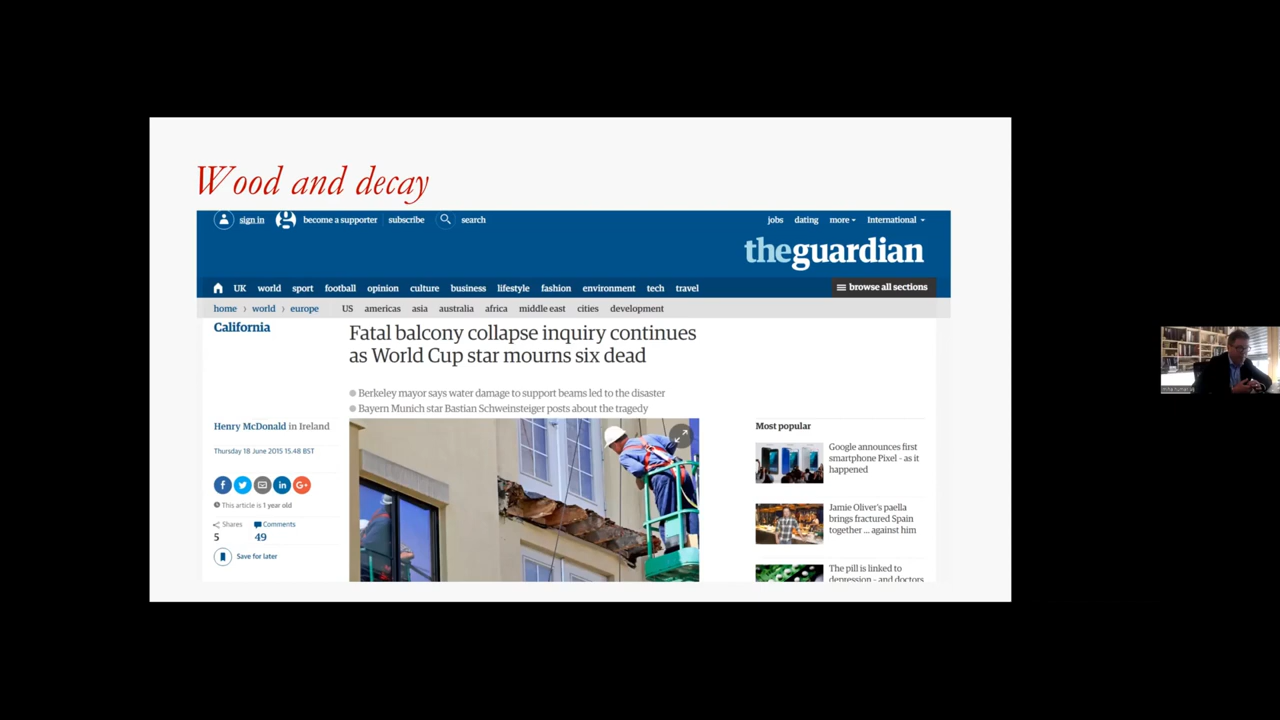 Wood and decay
sign in
become a supporter
subscribe
search
jobs
dating
more
International
theguardian
UK
world
sport
football
opinion
culture
business
lifestyle
fashion
environment
tech
travel
browse all sections
home › world › europe
US
americas
asia
australia
africa
middle east
cities
development
California
Fatal balcony collapse inquiry continues
as World Cup star mourns six dead
Berkeley mayor says water damage to support beams led to the disaster
Bayern Munich star Bastian Schweinsteiger posts about the tragedy
Henry McDonald in Ireland
Thursday 18 June 2015 15.48 BST
This article is 1 year old
Shares
Comments
5
49
Save for later
Most popular
Google announces first
smartphone Pixel – as it
happened
Jamie Oliver's paella
brings fractured Spain
together ... against him
The pill is linked to
depression – and doctors